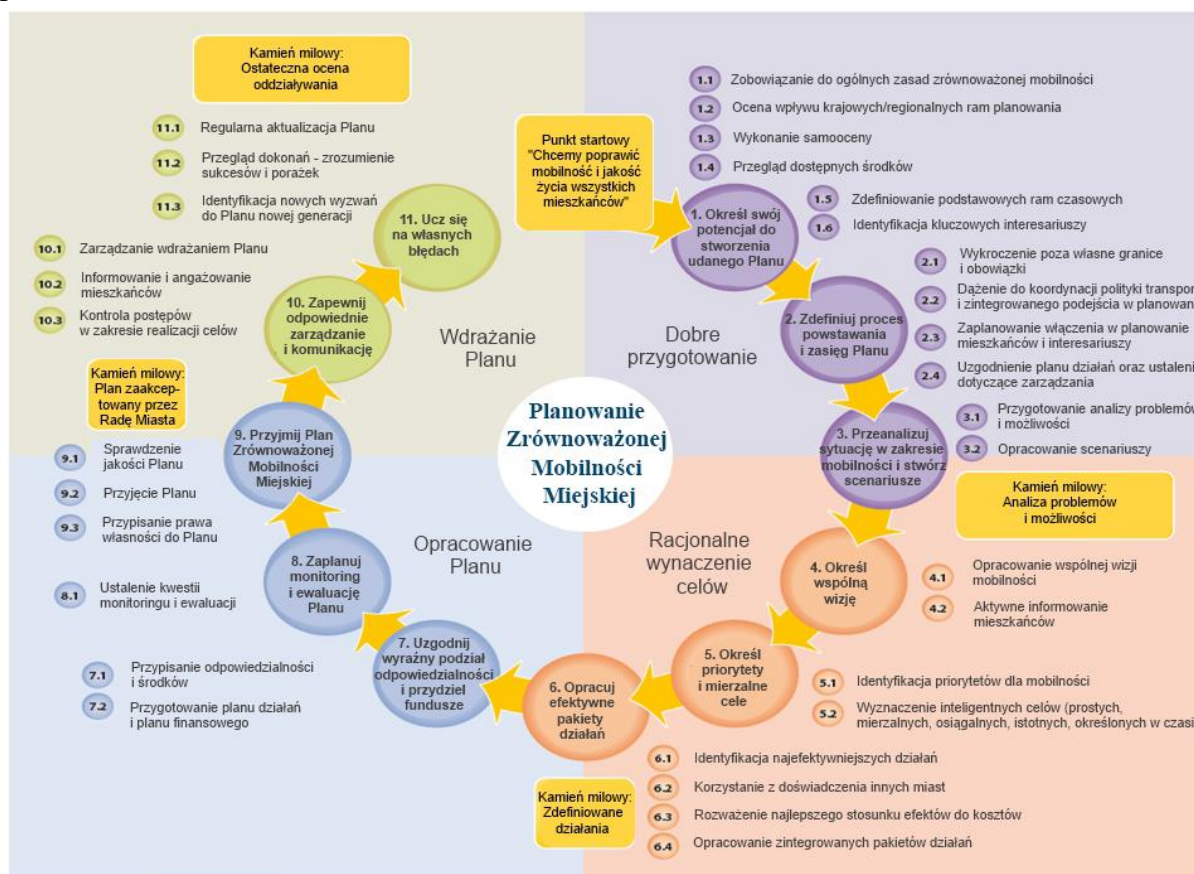 Planowanie
Zrównoważonej
Mobilności
Miejskiej
Punkt startowy
"Chcemy poprawić
mobilność i jakość
życia wszystkich
mieszkańców"
Dobre
przygotowanie
1. Określ swój
potencjał do
stworzenia
udanego Planu
1.1 Zobowiązanie do ogólnych zasad zrównoważonej mobilności
1.2 Ocena wpływu krajowych/regionalnych ram planowania
1.3 Wykonanie samooceny
1.4 Przegląd dostępnych środków
1.5 Zdefiniowanie podstawowych ram czasowych
1.6 Identyfikacja kluczowych interesariuszy
2. Zdefiniuj proces
powstawania
i zasięg Planu
2.1 Wykroczenie poza własne granice
i obowiązki
2.2 Dążenie do koordynacji polityki transpor
i zintegrowanego podejścia w planowan
2.3 Zaplanowanie włączenia w planowanie
mieszkańców i interesariuszy
2.4 Uzgodnienie planu działań oraz ustaleni
dotyczące zarządzania
3. Przeanalizuj
sytuację w zakresie
mobilności i stwórz
scenariusze
3.1 Przygotowanie analizy problemów
i możliwości
3.2 Opracowanie scenariuszy
Kamień milowy:
Analiza problemów
i możliwości
Racjonalne
wynaczenie
celów
4. Określ
wspólną
wizję
4.1 Opracowanie wspólnej wizji
mobilności
4.2 Aktywne informowanie
mieszkańców
5. Określ
priorytety
i mierzalne
cele
5.1 Identyfikacja priorytetów dla mobilności
5.2 Wyznaczenie inteligentnych celów (prostych,
mierzalnych, osiągalnych, istotnych, określonych w czasi
6. Opracuj
efektywne
pakiety
działań
6.1 Identyfikacja najefektywniejszych działań
6.2 Korzystanie z doświadczenia innych miast
6.3 Rozważenie najlepszego stosunku efektów do kosztów
6.4 Opracowanie zintegrowanych pakietów działań
Kamień milowy:
Zdefiniowane
działania
Opracowanie
Planu
7. Uzgodnij
wyraźny podział
odpowiedzialności
i przydziel
fundusze
7.1 Przypisanie odpowiedzialności
i środków
7.2 Przygotowanie planu działań
i planu finansowego
8. Zaplanuj
monitoring
i ewaluację
Planu
8.1 Ustalenie kwestii
monitoringu i ewaluacji
9. Przyjmij Plan
Zrównoważonej
Mobilności
Miejskiej
9.1 Sprawdzenie
jakości Planu
9.2 Przyjęcie Planu
9.3 Przypisanie prawa
własności do Planu
Kamień milowy:
Plan zaakcep-
towany przez
Radę Miasta
Wdrażanie
Planu
10. Zapewnij
odpowiednie
zarządzanie
i komunikację
10.1 Zarządzanie wdrażaniem Planu
10.2 Informowanie i angażowanie
mieszkańców
10.3 Kontrola postępów
w zakresie realizacji celów
11. Ucz się
na własnych
błędach
11.1 Regularna aktualizacja Planu
11.2 Przegląd dokonań - zrozumienie
sukcesów i porażek
11.3 Identyfikacja nowych wyzwań
do Planu nowej generacji
Kamień milowy:
Ostateczna ocena
oddziaływania